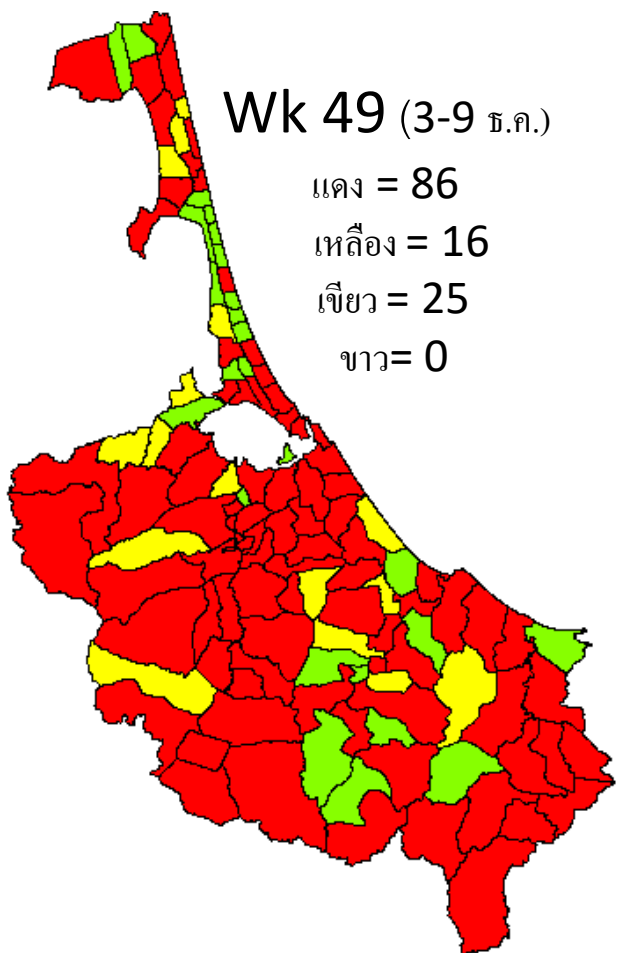 Wk 49 (3-9 ธ.ค.)
แดง = 86
เหลือง = 16
เขียว = 25
ขาว= 0